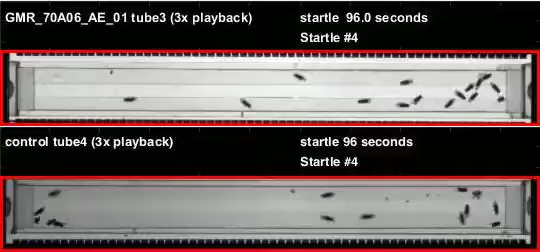 GMR_70A06_AE_01 tube3 (3x playback)
startle  96.0 seconds
Startle #4
control tube4 (3x playback)
startle 96 seconds
Startle #4